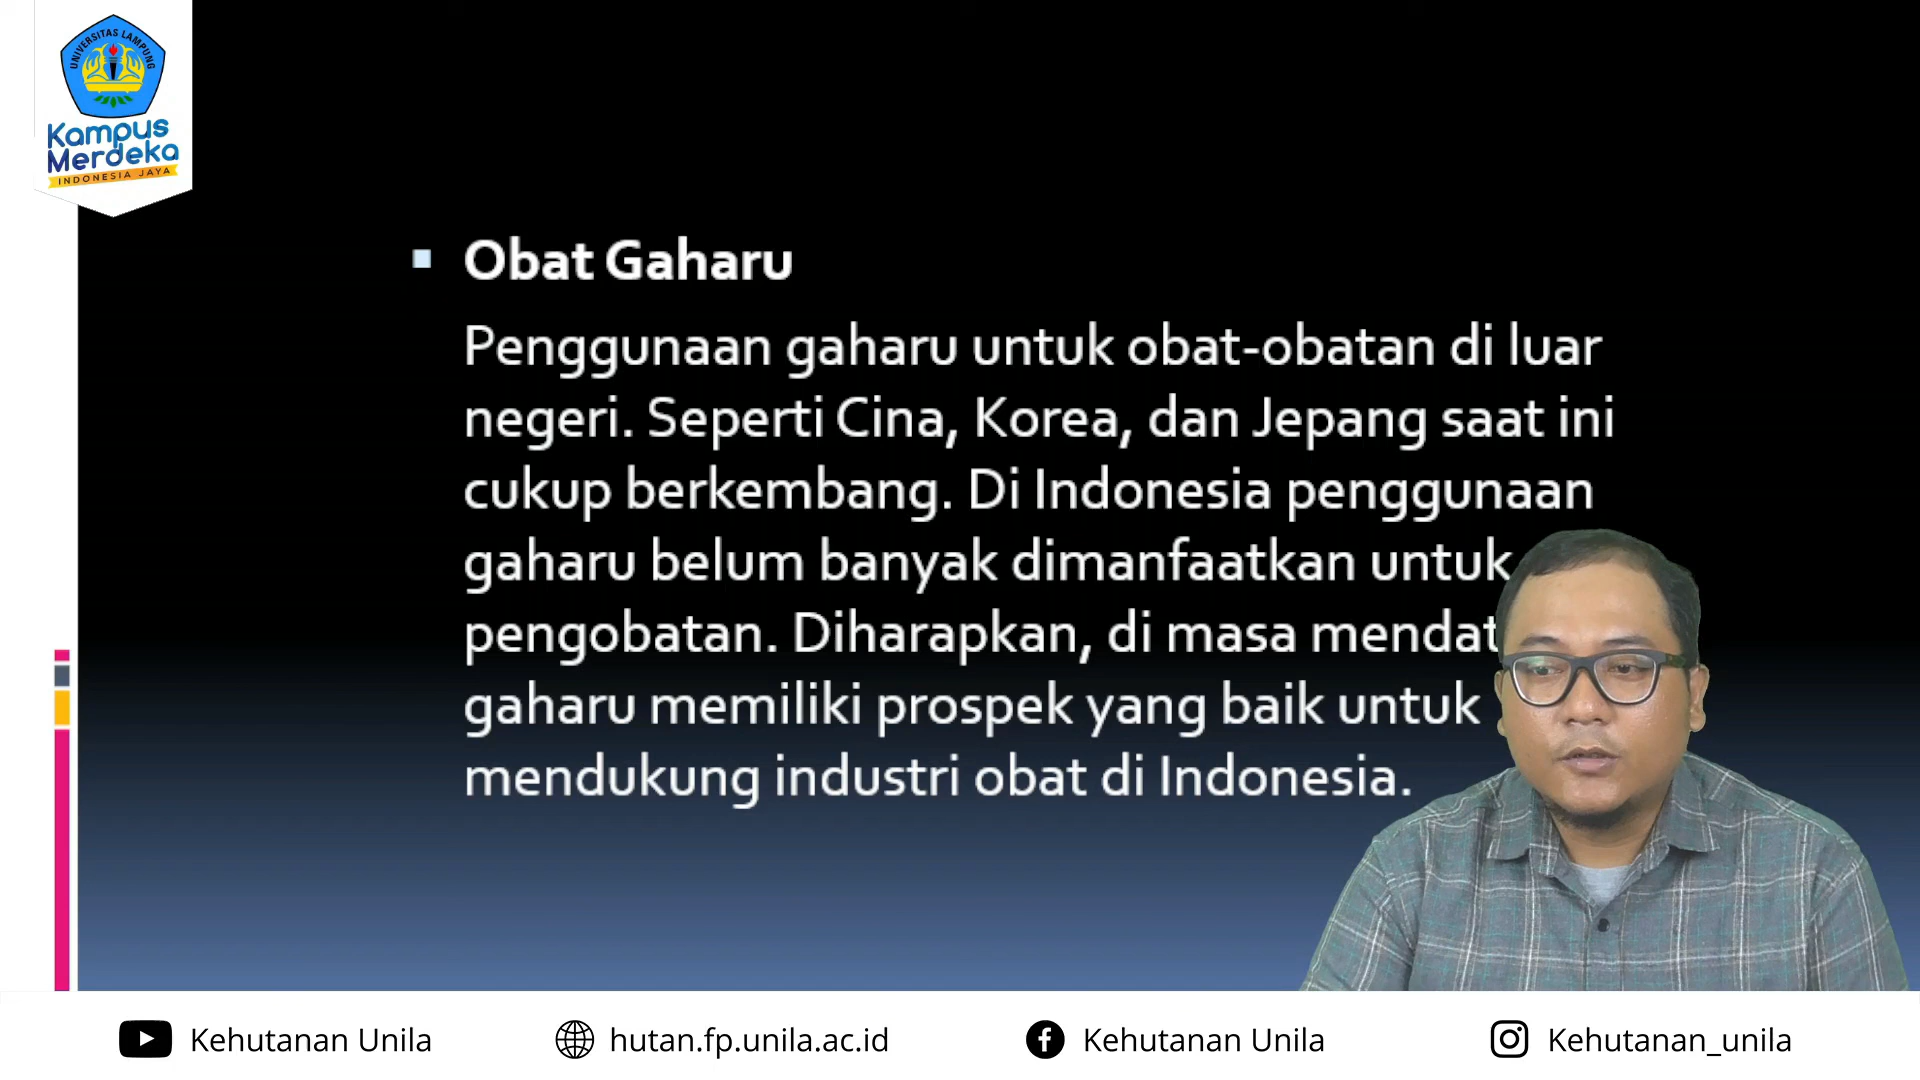 UNIVERSITAS LAMPUNG
Kampus
Merdeka
INDONESIA JAYA
Obat Gaharu
Penggunaan gaharu untuk obat-obatan di luar
negeri. Seperti Cina, Korea, dan Jepang saat ini
cukup berkembang. Di Indonesia penggunaan
gaharu belum banyak dimanfaatkan untuk
pengobatan. Diharapkan, di masa
gaharu memiliki prospek yang baik untuk
mendukung industri obat di Indonesia.
Kehutanan Unila
hutan.fp.unila.ac.id
Kehutanan Unila
Kehutanan_unila